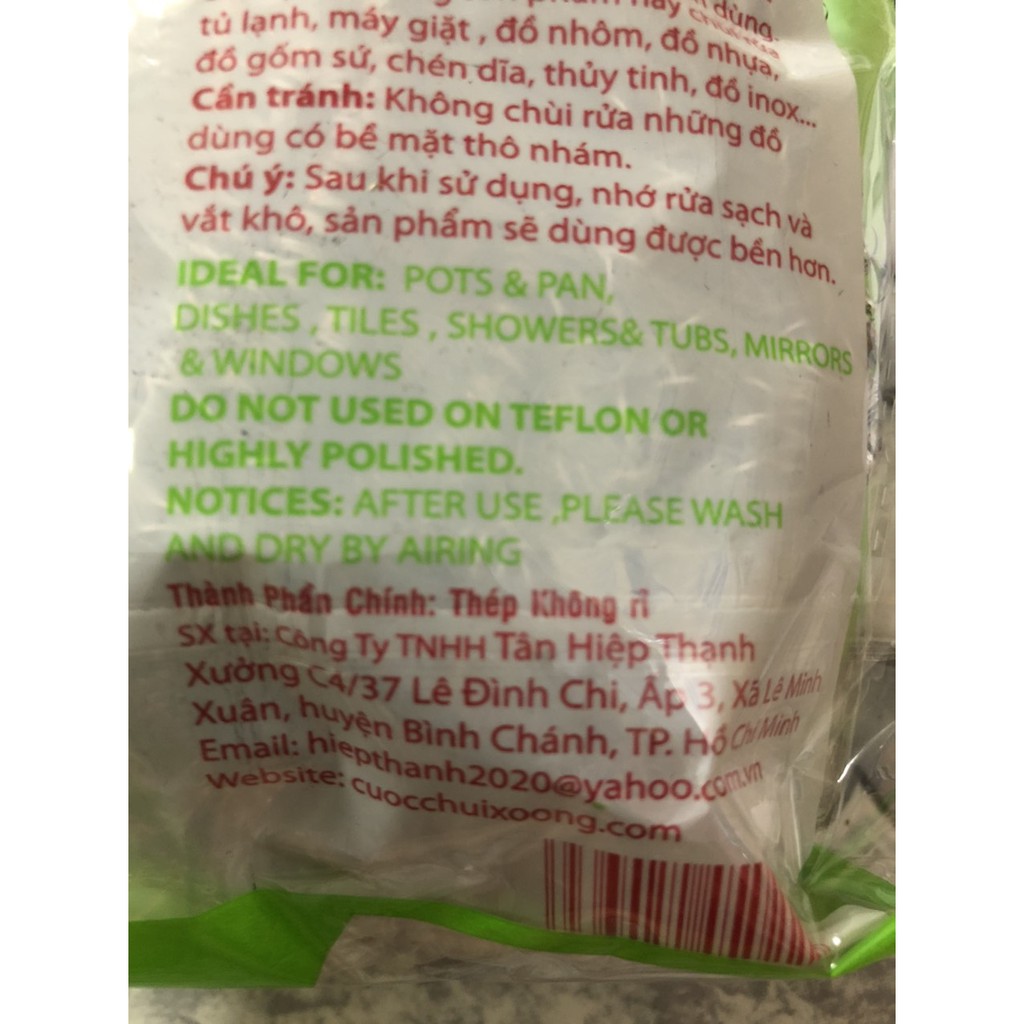 phẩm này
dùng.
tủ lạnh, máy giặt , đồ nhôm, đồ nhựa,
đồ gốm sứ, chén dĩa, thủy tinh, đồ inox...
Cần tránh: Không chùi rửa những đồ
dùng có bề mặt thô nhám.
Chú ý: Sau khi sử dụng, nhớ rửa sạch và
vắt khô, sản phẩm sẽ dùng được bền hơn.
IDEAL FOR: POTS & PAN,
DISHES , TILES , SHOWERS& TUBS, MIRRORS
& WINDOWS
DO NOT USED ON TEFLON OR
HIGHLY POLISHED.
NOTICES: AFTER USE ,PLEASE WASH
AND DRY BY AIRING
Thành Phần Chính: Thép Không rỉ
SX tại: Công Ty TNHH Tân Hiệp Thạnh
Xưởng C4/37 Lê Đình Chi, Ấp 3, Xã Lê Minh
Xuân, huyện Bình Chánh, TP. Hồ Chí Minh
Email: hiepthanh2020@yahoo.com.vn
Website: cuocchuixoong.com